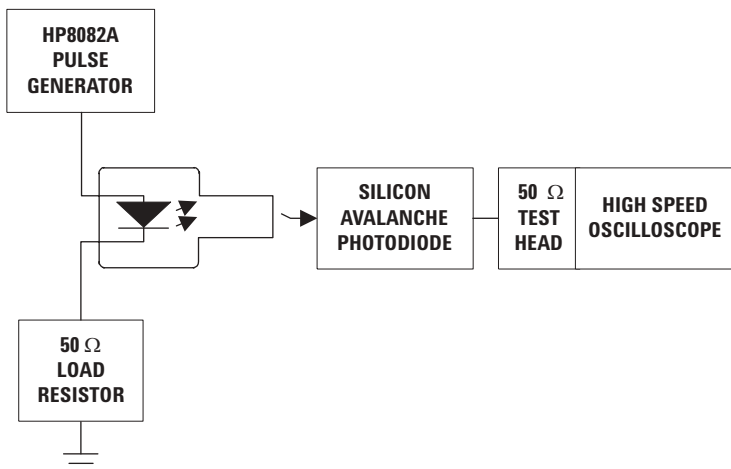 HP8082A
PULSE
GENERATOR
SILICON
AVALANCHE
PHOTODIODE
50 Ω
TEST
HEAD
HIGH SPEED
OSCILLOSCOPE
50 Ω
LOAD
RESISTOR